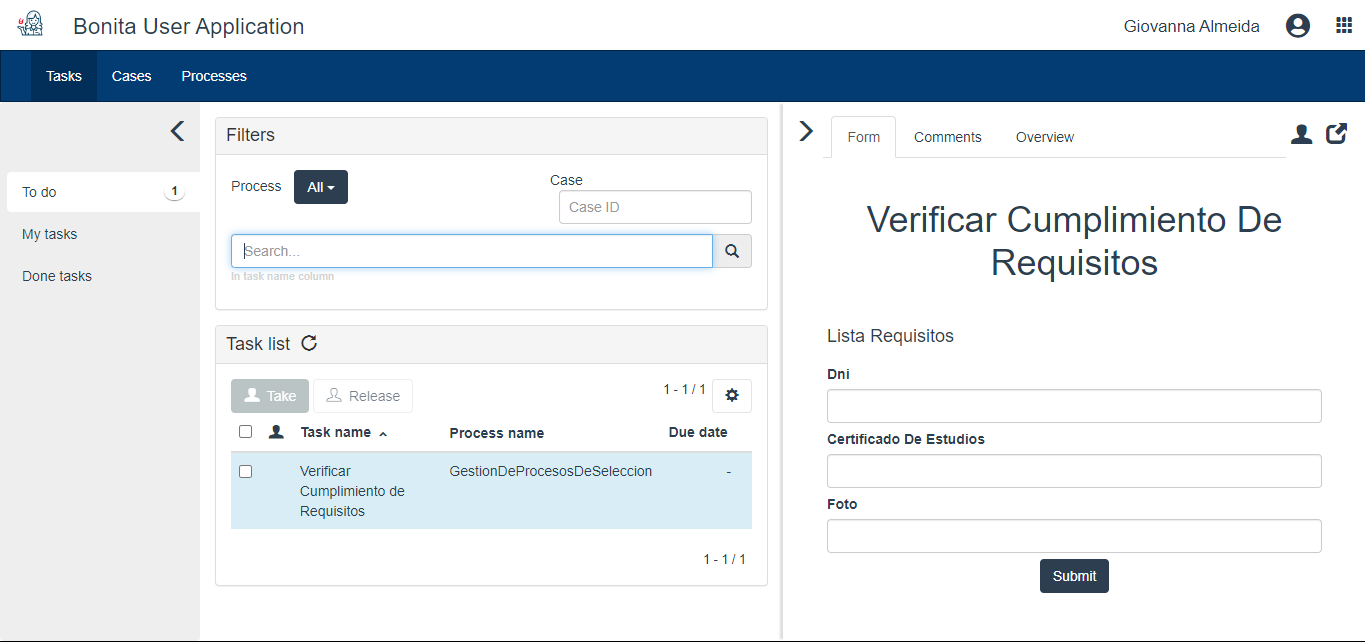 Bonita User Application
Giovanna Almeida
Tasks
Cases
Processes
To do
1
My tasks
Done tasks
Filters
Process
All
Case
Case ID
Search...
In task name column
Task list
Take
Release
1 - 1 / 1
Task name
Process name
Due date
Verificar
Cumplimiento de
Requisitos
GestionDeProcesosDeSeleccion
-
1 - 1 / 1
Form
Comments
Overview
Verificar Cumplimiento De
Requisitos
Lista Requisitos
Dni
Certificado De Estudios
Foto
Submit